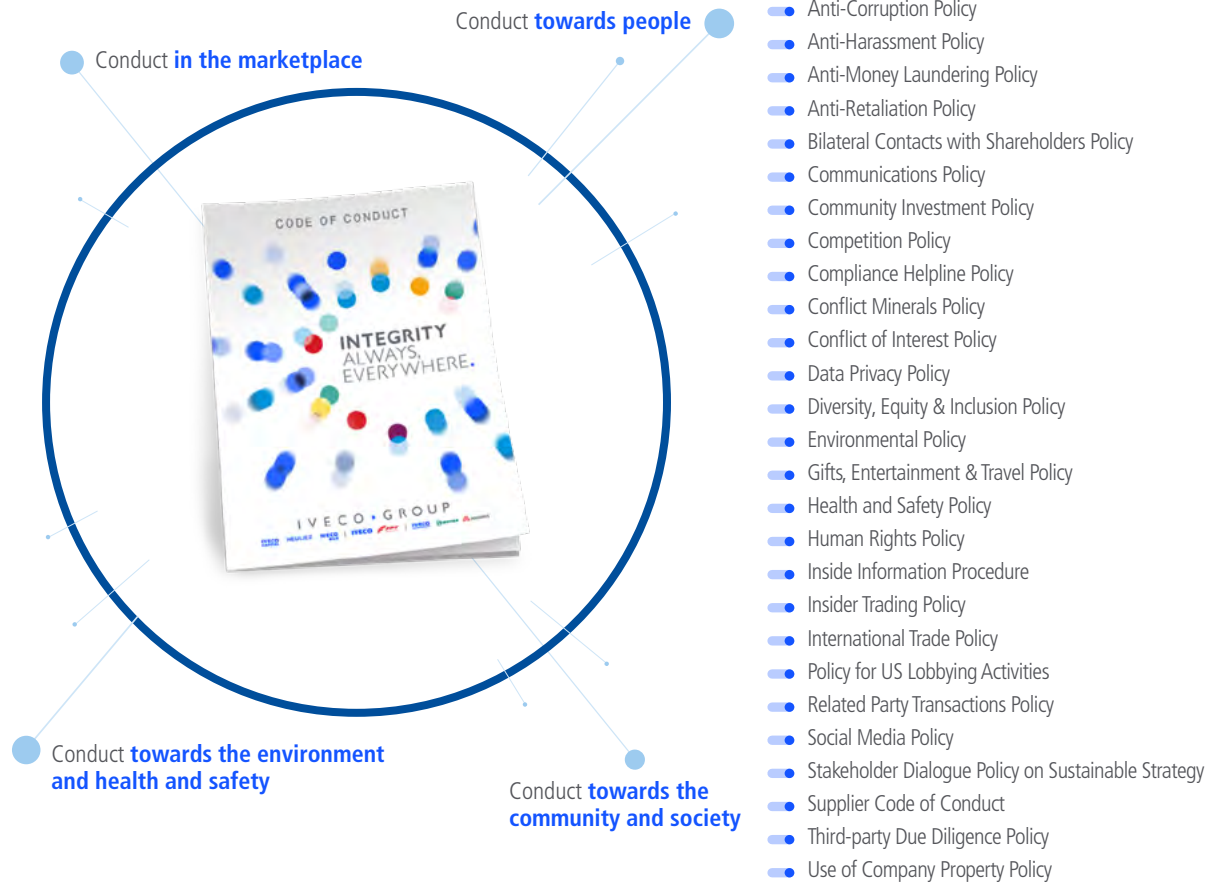 Conduct towards people
Conduct in the marketplace
CODE OF CONDUCT
INTEGRITY
ALWAYS,
EVERYWHERE.
IVECO • GROUP
Conduct towards the environment
and health and safety
Conduct towards the
community and society
Anti-Corruption Policy
Anti-Harassment Policy
Anti-Money Laundering Policy
Anti-Retaliation Policy
Bilateral Contacts with Shareholders Policy
Communications Policy
Community Investment Policy
Competition Policy
Compliance Helpline Policy
Conflict Minerals Policy
Conflict of Interest Policy
Data Privacy Policy
Diversity, Equity & Inclusion Policy
Environmental Policy
Gifts, Entertainment & Travel Policy
Health and Safety Policy
Human Rights Policy
Inside Information Procedure
Insider Trading Policy
International Trade Policy
Policy for US Lobbying Activities
Related Party Transactions Policy
Social Media Policy
Stakeholder Dialogue Policy on Sustainable Strategy
Supplier Code of Conduct
Third-party Due Diligence Policy
Use of Company Property Policy